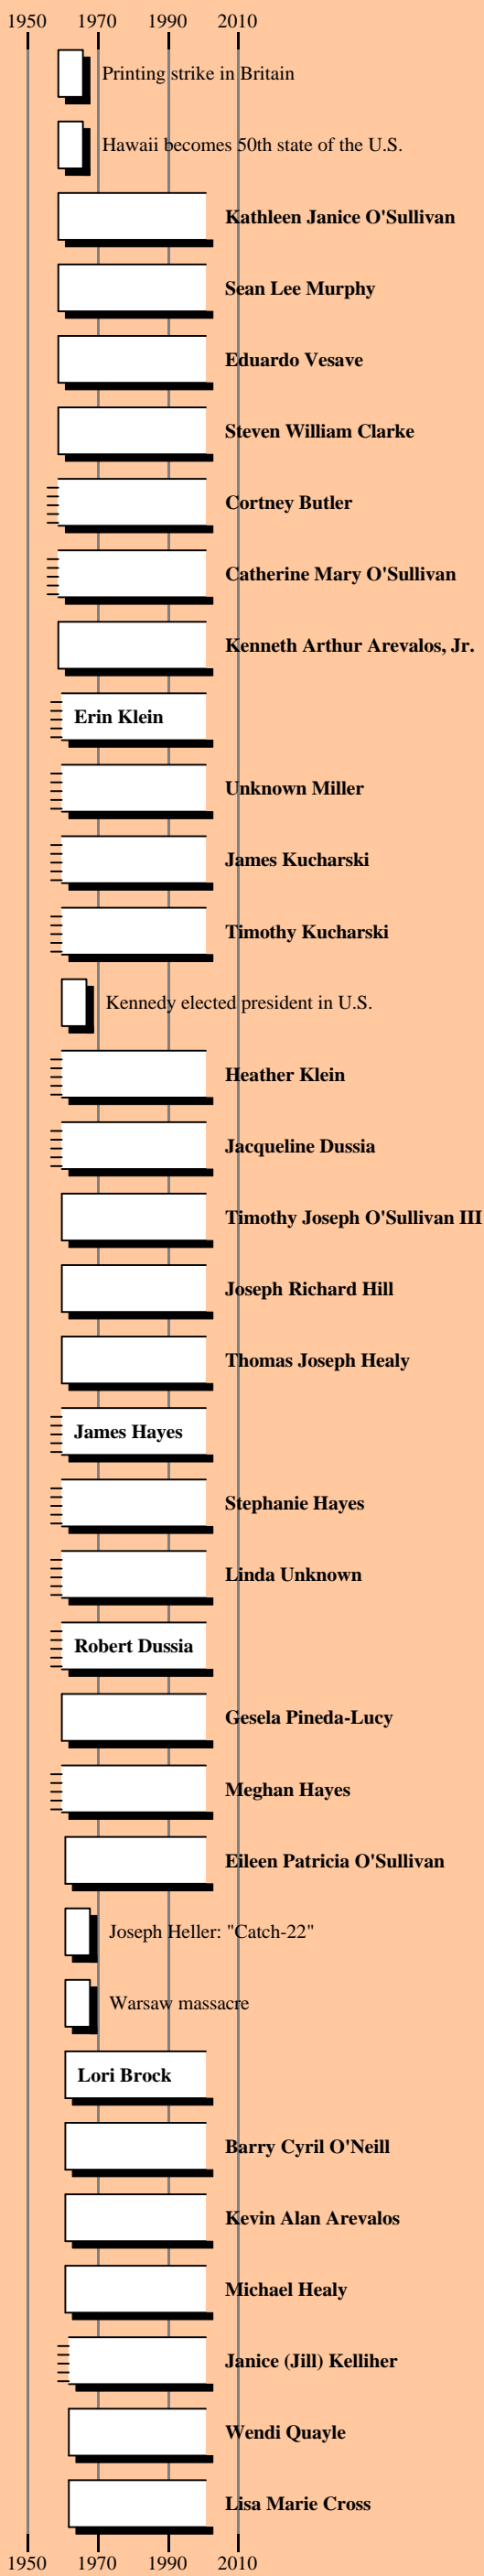 1950 1970 1990 2010
Printing strike in Britain
Hawaii becomes 50th state of the U.S.
Kathleen Janice O'Sullivan
Sean Lee Murphy
Eduardo Vesave
Steven William Clarke
Cortney Butler
Catherine Mary O'Sullivan
Kenneth Arthur Arevalos, Jr.
Erin Klein
Unknown Miller
James Kucharski
Timothy Kucharski
Kennedy elected president in U.S.
Heather Klein
Jacqueline Dussia
Timothy Joseph O'Sullivan III
Joseph Richard Hill
Thomas Joseph Healy
James Hayes
Stephanie Hayes
Linda Unknown
Robert Dussia
Gesela Pineda-Lucy
Meghan Hayes
Eileen Patricia O'Sullivan
Joseph Heller: "Catch-22"
Warsaw massacre
Lori Brock
Barry Cyril O'Neill
Kevin Alan Arevalos
Michael Healy
Janice (Jill) Kelliher
Wendi Quayle
Lisa Marie Cross
1950 1970 1990 2010